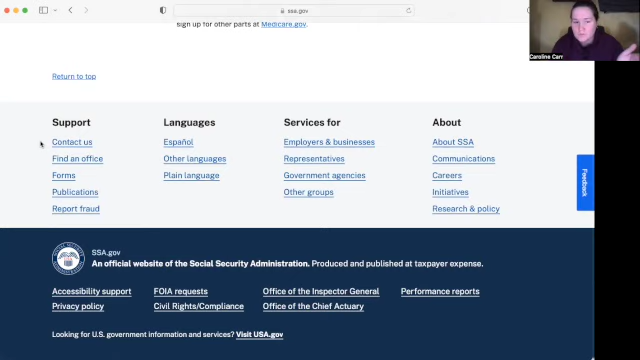 ssa.gov
sign up for other parts at Medicare.gov.
Caroline Carr
Return to top
Support
Contact us
Find an office
Forms
Publications
Report fraud
Languages
Español
Other languages
Plain language
Services for
Employers & businesses
Representatives
Government agencies
Other groups
About
About SSA
Communications
Careers
Initiatives
Research & policy
Feedback
SSA.gov
An official website of the Social Security Administration. Produced and published at taxpayer expense.
Accessibility support
FOIA requests
Office of the Inspector General
Performance reports
Privacy policy
Civil Rights/Compliance
Office of the Chief Actuary
Looking for U.S. government information and services? Visit USA.gov